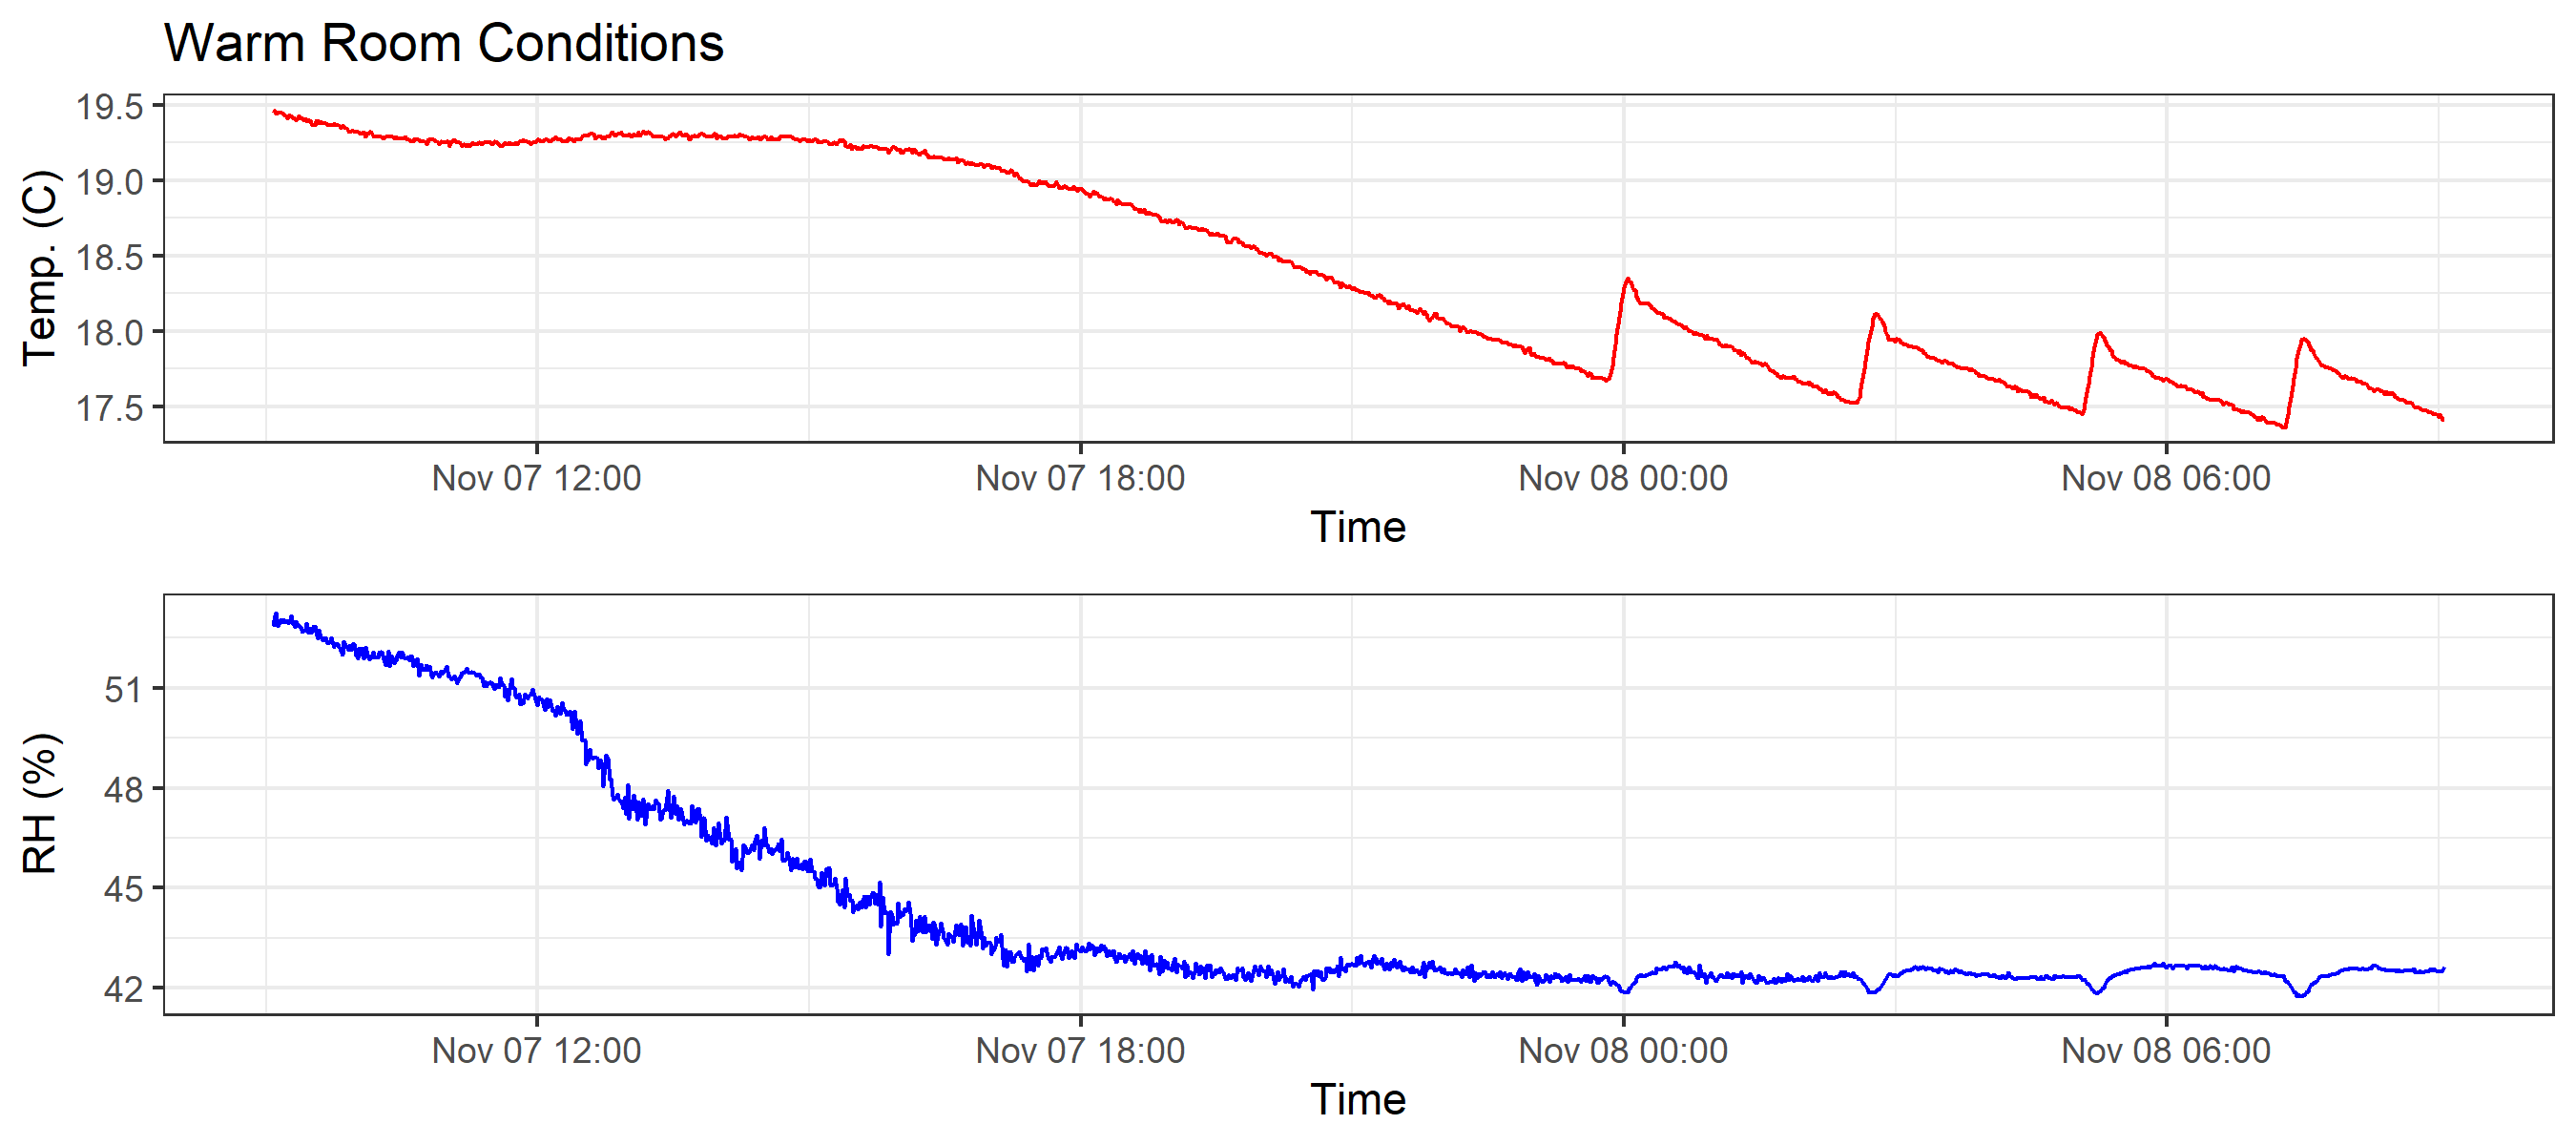 Warm Room Conditions
Temp. (C)
19.5
19.0
18.5
18.0
17.5
Nov 07 12:00 Nov 07 18:00 Nov 08 00:00 Nov 08 06:00
Time
RH (%)
51
48
45
42
Nov 07 12:00 Nov 07 18:00 Nov 08 00:00 Nov 08 06:00
Time